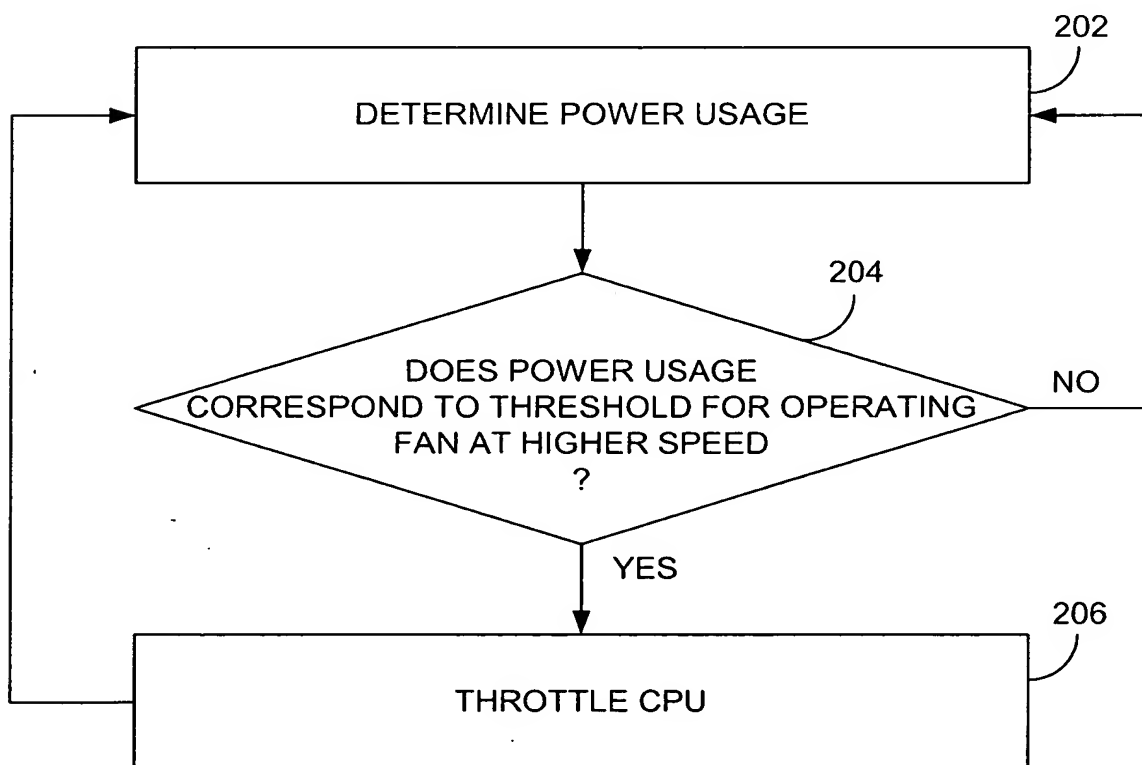 202
DETERMINE POWER USAGE
204
DOES POWER USAGE
CORRESPOND TO THRESHOLD FOR OPERATING
FAN AT HIGHER SPEED
?
NO
YES
206
THROTTLE CPU